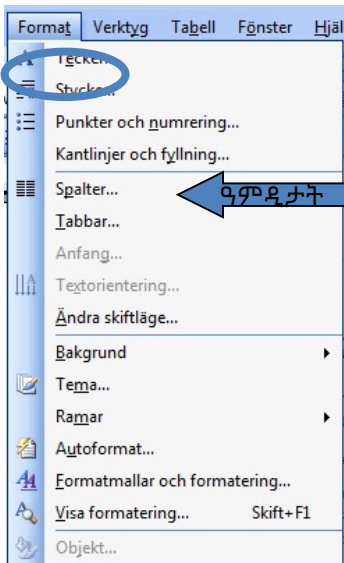 Format Verktyg Tabell Fönster Hjäl
Tecken...
Stycke...
Punkter och numrering...
Kantlinjer och fyllning...
Spalter... ዓምዲታት
Tabbar...
Anfang...
Textorientering...
Ändra skiftläge...
Bakgrund
Tema...
Ramar
Autoformat...
Formatmallar och formatering...
Visa formatering... Skift+F1
Objekt...